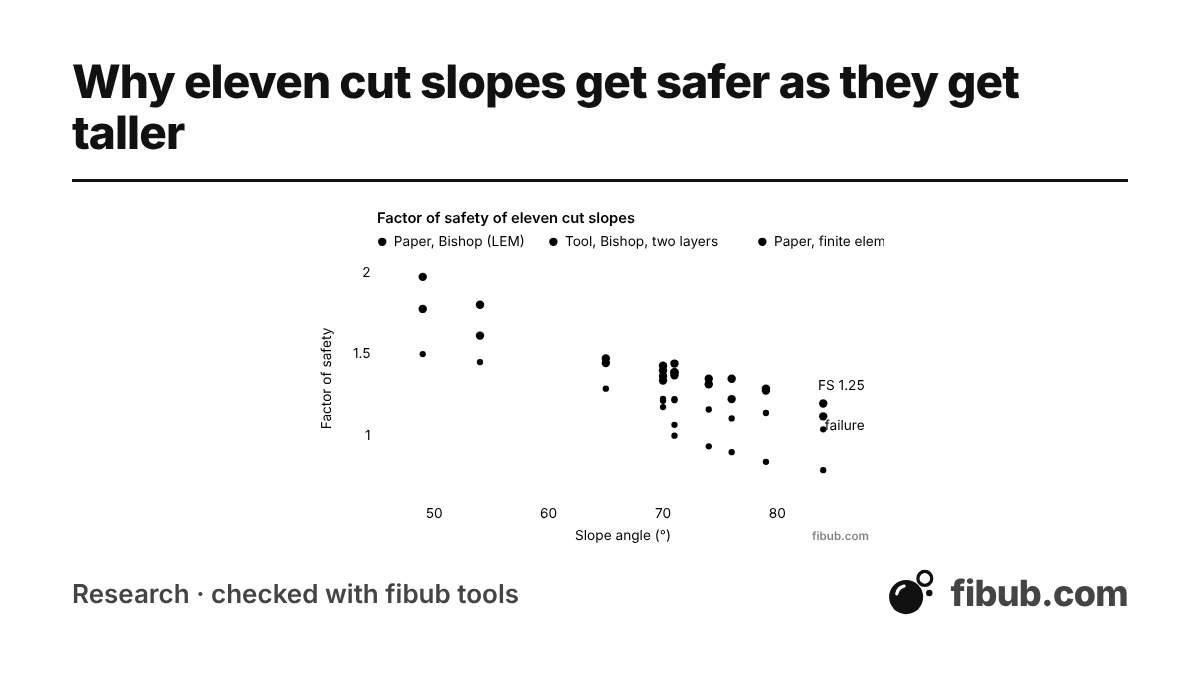 Why eleven cut slopes get safer as they get
taller
Factor of safety of eleven cut slopes
Paper, Bishop (LEM) Tool, Bishop, two layers Paper, finite elem
2
1.5
1
Factor of safety
FS 1.25
failure
50 60 70 80
Slope angle (°)
fibub.com
Research · checked with fibub tools
fibub.com